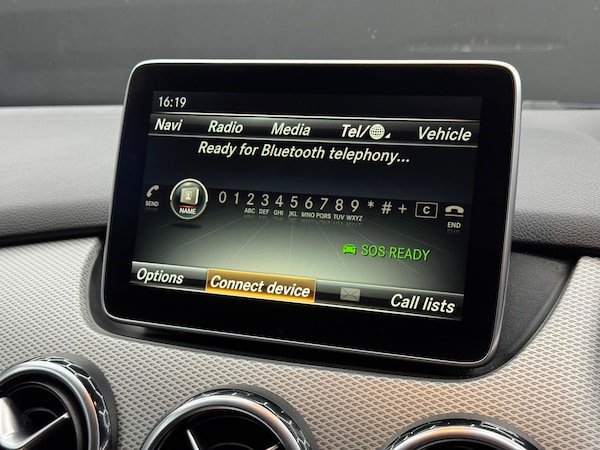 16:19
Navi Radio Media Tel/ Vehicle
Ready for Bluetooth telephony...
0 1 2 3 4 5 6 7 8 9 * # + C
ABC DEF GHI JKL MNO PQRS TUV WXYZ
SEND NAME END
SOS READY
Options Connect device Call lists